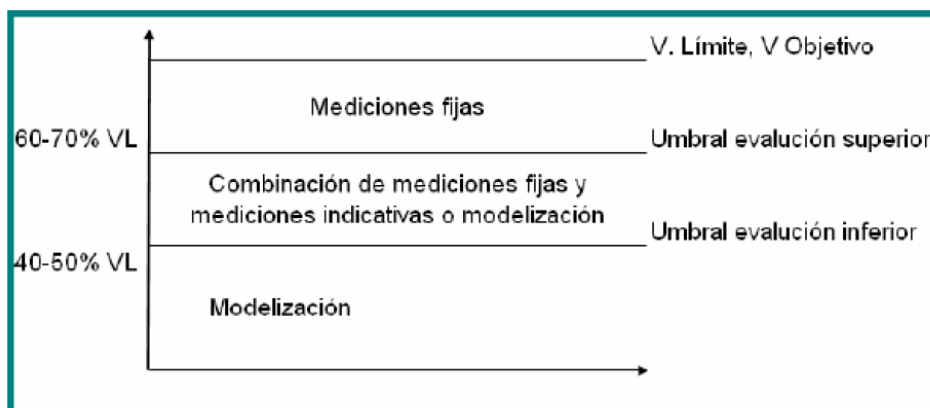 V. Límite, V Objetivo
Mediciones fijas
60-70% VL
Umbral evalución superior
Combinación de mediciones fijas y
mediciones indicativas o modelización
Umbral evalución inferior
40-50% VL
Modelización